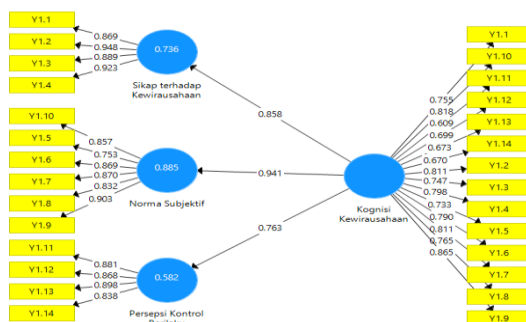 Y1.1
Y1.2
Y1.3
Y1.4
0.869
0.948
0.889
0.923
0.736
Sikap terhadap
Kewirausahaan
Y1.10
Y1.5
Y1.6
Y1.7
Y1.8
Y1.9
0.857
0.753
0.869
0.870
0.832
0.903
0.885
Norma Subjektif
Y1.11
Y1.12
Y1.13
Y1.14
0.881
0.868
0.898
0.838
0.582
Persepsi Kontrol
0.858
0.941
0.763
Kognisi
Kewirausahaan
0.755
0.818
0.609
0.699
0.673
0.670
0.811
0.747
0.798
0.733
0.790
0.811
0.765
0.865
Y1.1
Y1.10
Y1.11
Y1.12
Y1.13
Y1.14
Y1.2
Y1.3
Y1.4
Y1.5
Y1.6
Y1.7
Y1.8
Y1.9